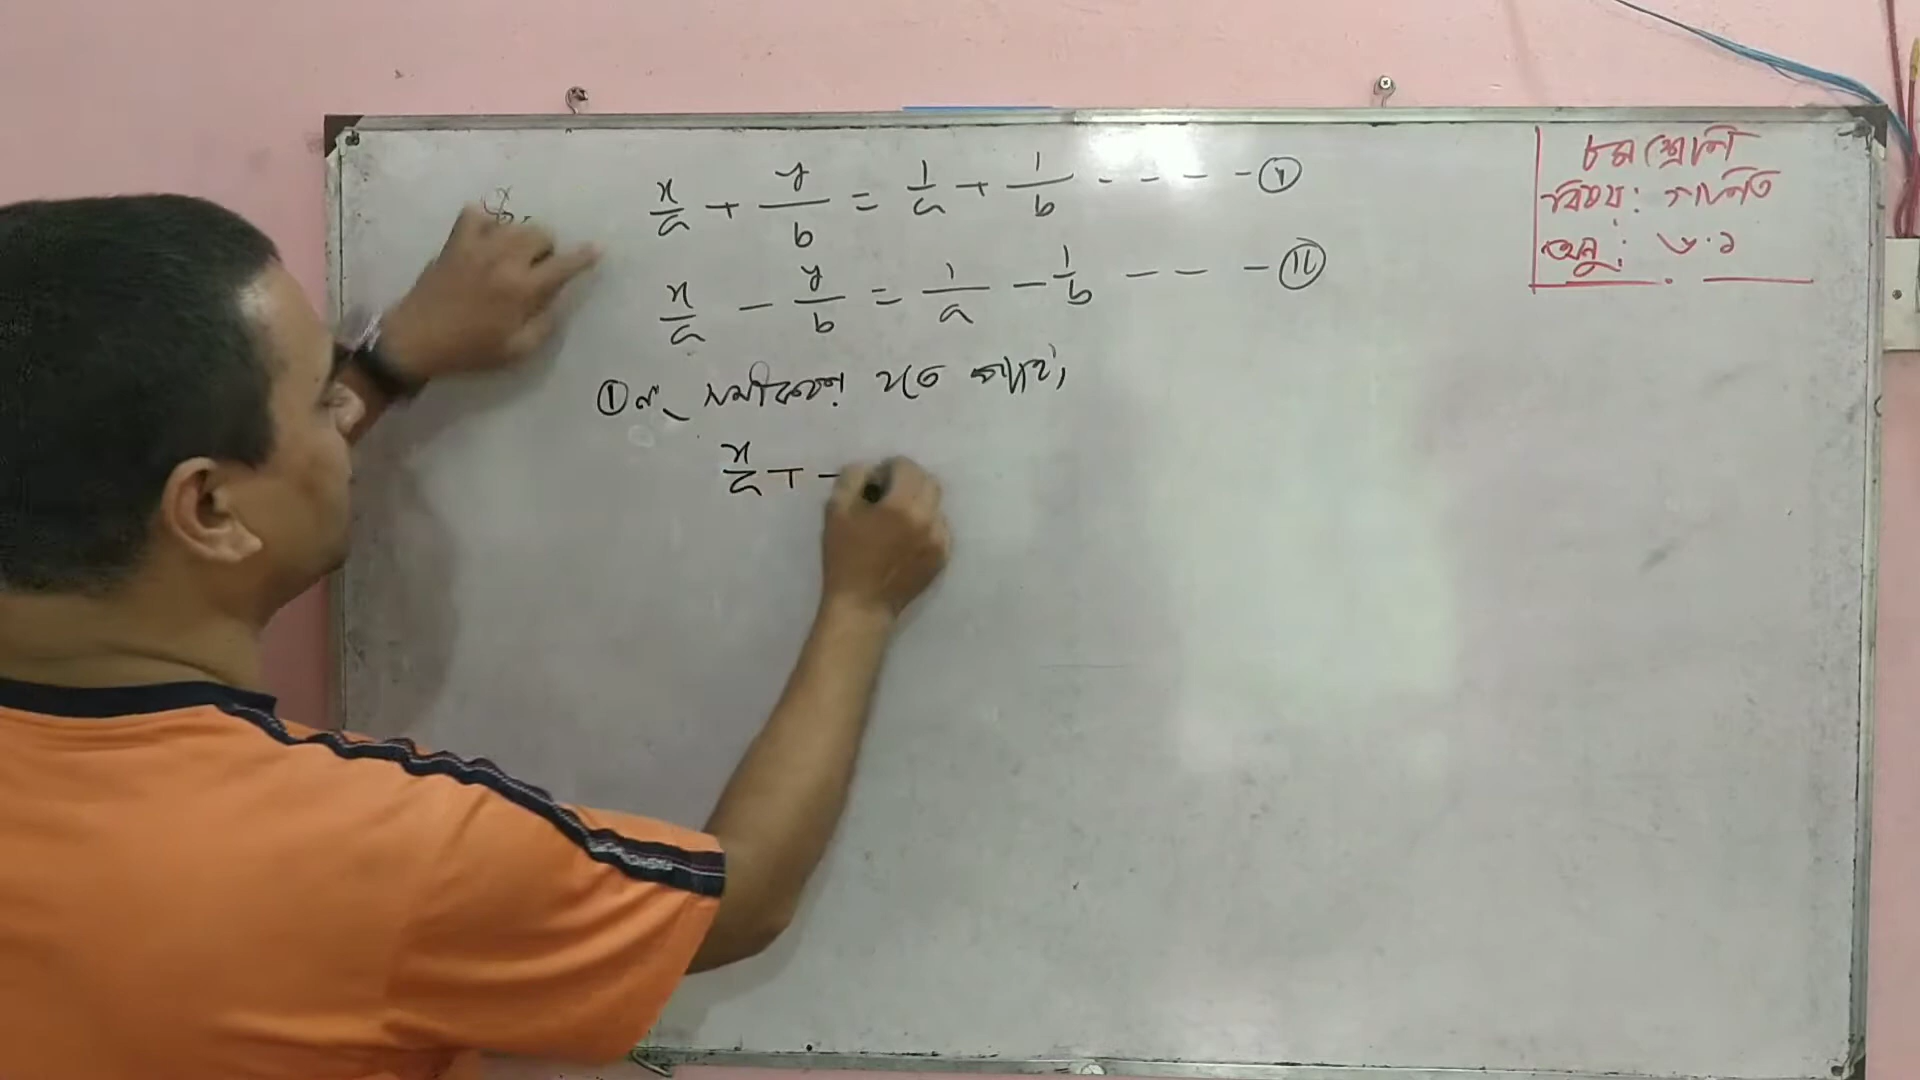 x/a + y/b = 1/a + 1/b - - - - (i)
x/a - y/b = 1/a - 1/b - - - (ii)
(i) নং সমীকরণ হতে পাই,
x/a +
৮ম শ্রেণি
বিষয়: গণিত
অনু: ৬.১